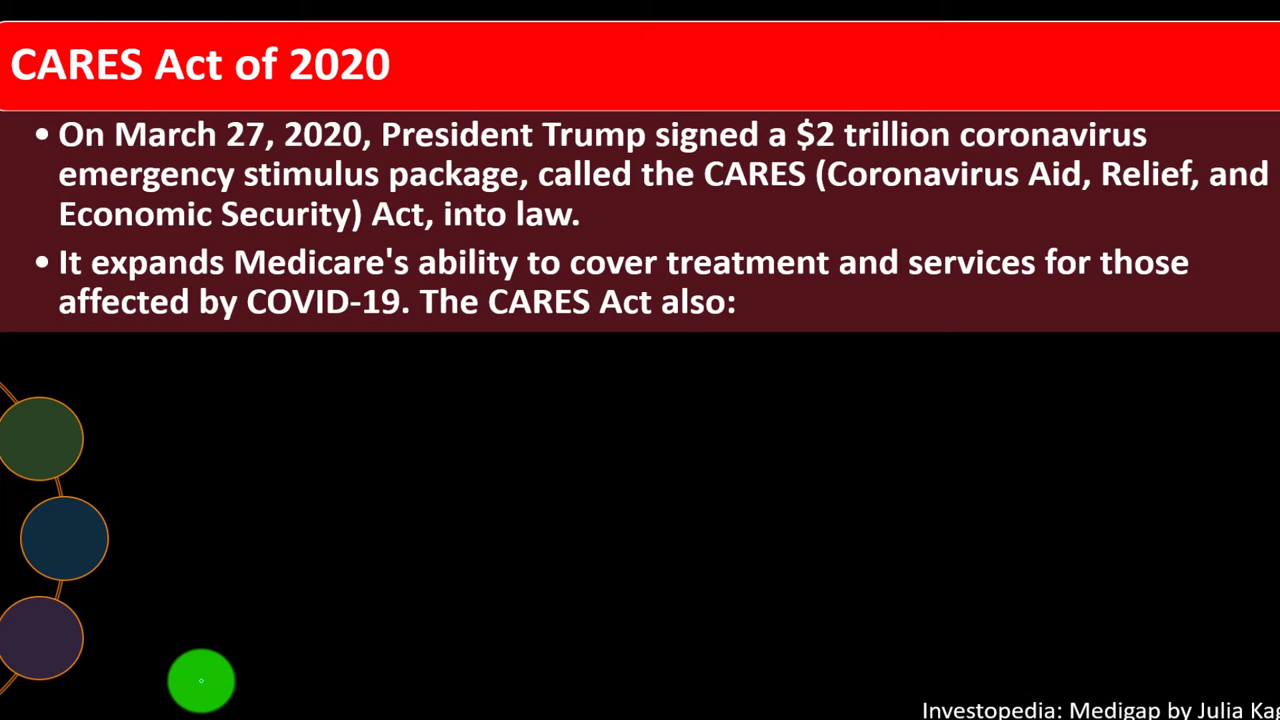 CARES Act of 2020
• On March 27, 2020, President Trump signed a $2 trillion coronavirus
emergency stimulus package, called the CARES (Coronavirus Aid, Relief, and
Economic Security) Act, into law.
• It expands Medicare's ability to cover treatment and services for those
affected by COVID-19. The CARES Act also:
Investopedia: Medigap by Julia